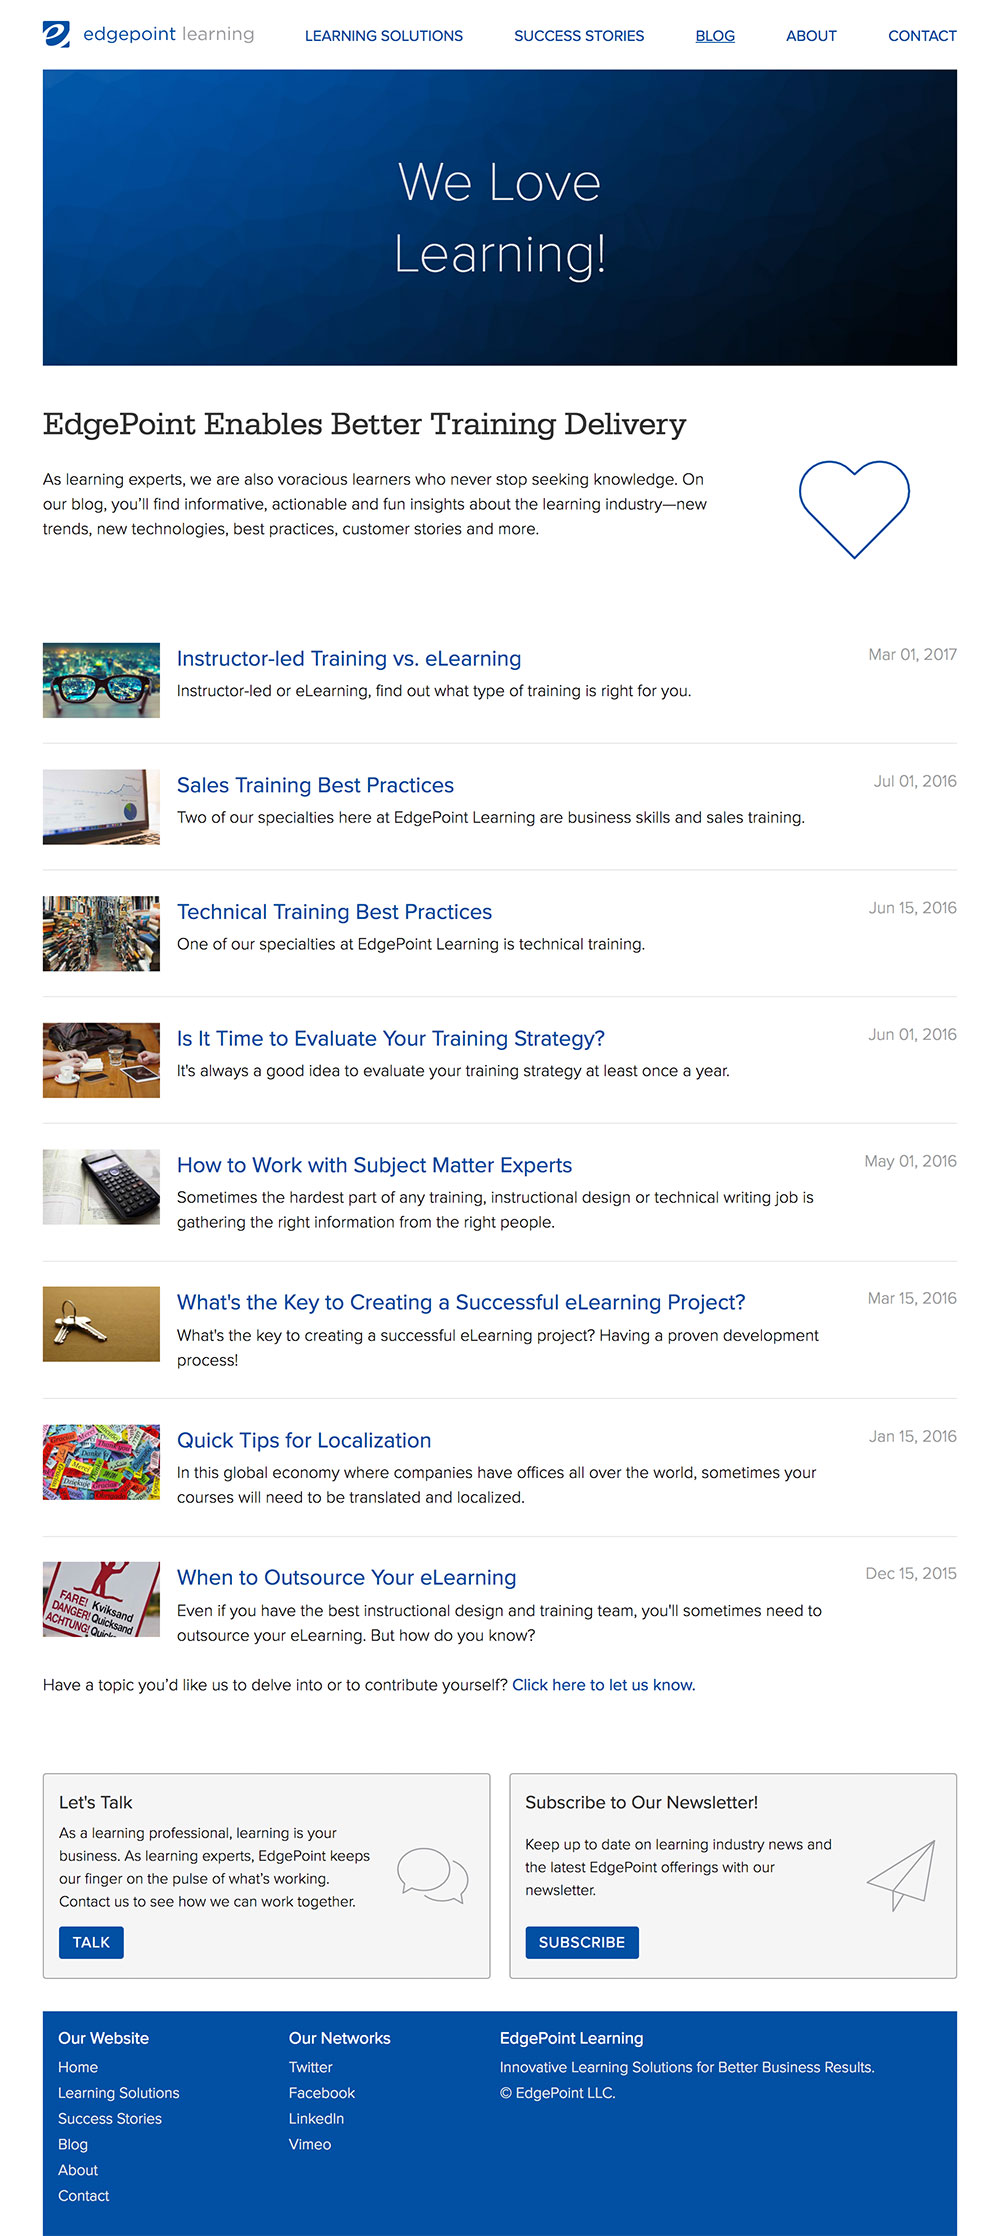 edgepoint learning
LEARNING SOLUTIONS
SUCCESS STORIES
BLOG
ABOUT
CONTACT
We Love
Learning!
EdgePoint Enables Better Training Delivery
As learning experts, we are also voracious learners who never stop seeking knowledge. On
our blog, you’ll find informative, actionable and fun insights about the learning industry—new
trends, new technologies, best practices, customer stories and more.
Instructor-led Training vs. eLearning
Mar 01, 2017
Instructor-led or eLearning, find out what type of training is right for you.
Sales Training Best Practices
Jul 01, 2016
Two of our specialties here at EdgePoint Learning are business skills and sales training.
Technical Training Best Practices
Jun 15, 2016
One of our specialties at EdgePoint Learning is technical training.
Is It Time to Evaluate Your Training Strategy?
Jun 01, 2016
It's always a good idea to evaluate your training strategy at least once a year.
How to Work with Subject Matter Experts
May 01, 2016
Sometimes the hardest part of any training, instructional design or technical writing job is
gathering the right information from the right people.
What's the Key to Creating a Successful eLearning Project?
Mar 15, 2016
What's the key to creating a successful eLearning project? Having a proven development
process!
Quick Tips for Localization
Jan 15, 2016
In this global economy where companies have offices all over the world, sometimes your
courses will need to be translated and localized.
FARE! Kviksand
DANGER! Quicksand
ACHTUNG!
When to Outsource Your eLearning
Dec 15, 2015
Even if you have the best instructional design and training team, you'll sometimes need to
outsource your eLearning. But how do you know?
Have a topic you’d like us to delve into or to contribute yourself? Click here to let us know.
Let's Talk
As a learning professional, learning is your
business. As learning experts, EdgePoint keeps
our finger on the pulse of what’s working.
Contact us to see how we can work together.
TALK
Subscribe to Our Newsletter!
Keep up to date on learning industry news and
the latest EdgePoint offerings with our
newsletter.
SUBSCRIBE
Our Website
Home
Learning Solutions
Success Stories
Blog
About
Contact
Our Networks
Twitter
Facebook
LinkedIn
Vimeo
EdgePoint Learning
Innovative Learning Solutions for Better Business Results.
© EdgePoint LLC.